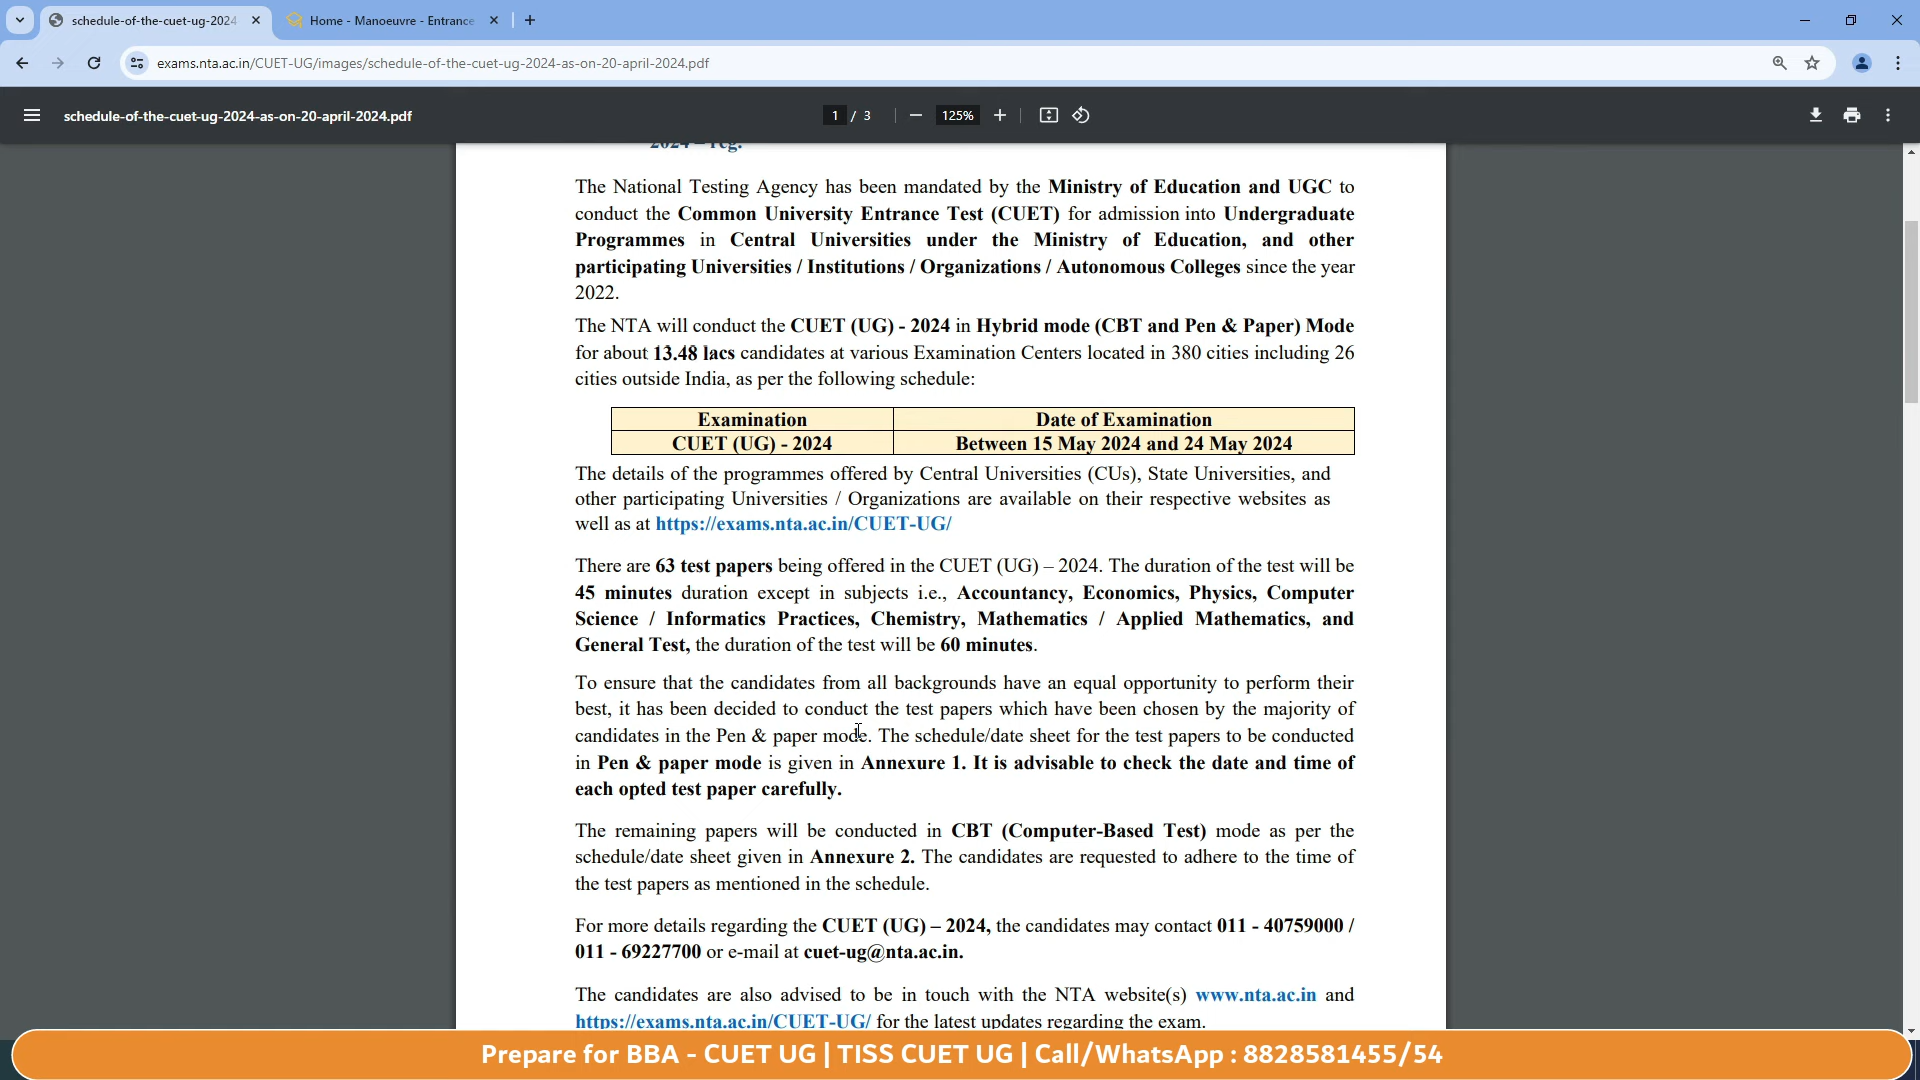 schedule-of-the-cuet-ug-2024
Home - Manoeuvre - Entrance
exams.nta.ac.in/CUET-UG/images/schedule-of-the-cuet-ug-2024-as-on-20-april-2024.pdf
schedule-of-the-cuet-ug-2024-as-on-20-april-2024.pdf
1 / 3
125%
2024 – reg.
The National Testing Agency has been mandated by the Ministry of Education and UGC to
conduct the Common University Entrance Test (CUET) for admission into Undergraduate
Programmes in Central Universities under the Ministry of Education, and other
participating Universities / Institutions / Organizations / Autonomous Colleges since the year
2022.
The NTA will conduct the CUET (UG) - 2024 in Hybrid mode (CBT and Pen & Paper) Mode
for about 13.48 lacs candidates at various Examination Centers located in 380 cities including 26
cities outside India, as per the following schedule:
Examination Date of Examination
CUET (UG) - 2024 Between 15 May 2024 and 24 May 2024
The details of the programmes offered by Central Universities (CUs), State Universities, and
other participating Universities / Organizations are available on their respective websites as
well as at https://exams.nta.ac.in/CUET-UG/
There are 63 test papers being offered in the CUET (UG) – 2024. The duration of the test will be
45 minutes duration except in subjects i.e., Accountancy, Economics, Physics, Computer
Science / Informatics Practices, Chemistry, Mathematics / Applied Mathematics, and
General Test, the duration of the test will be 60 minutes.
To ensure that the candidates from all backgrounds have an equal opportunity to perform their
best, it has been decided to conduct the test papers which have been chosen by the majority of
candidates in the Pen & paper mode. The schedule/date sheet for the test papers to be conducted
in Pen & paper mode is given in Annexure 1. It is advisable to check the date and time of
each opted test paper carefully.
The remaining papers will be conducted in CBT (Computer-Based Test) mode as per the
schedule/date sheet given in Annexure 2. The candidates are requested to adhere to the time of
the test papers as mentioned in the schedule.
For more details regarding the CUET (UG) – 2024, the candidates may contact 011 - 40759000 /
011 - 69227700 or e-mail at cuet-ug@nta.ac.in.
The candidates are also advised to be in touch with the NTA website(s) www.nta.ac.in and
https://exams.nta.ac.in/CUET-UG/ for the latest updates regarding the exam.
Prepare for BBA - CUET UG | TISS CUET UG | Call/WhatsApp : 8828581455/54